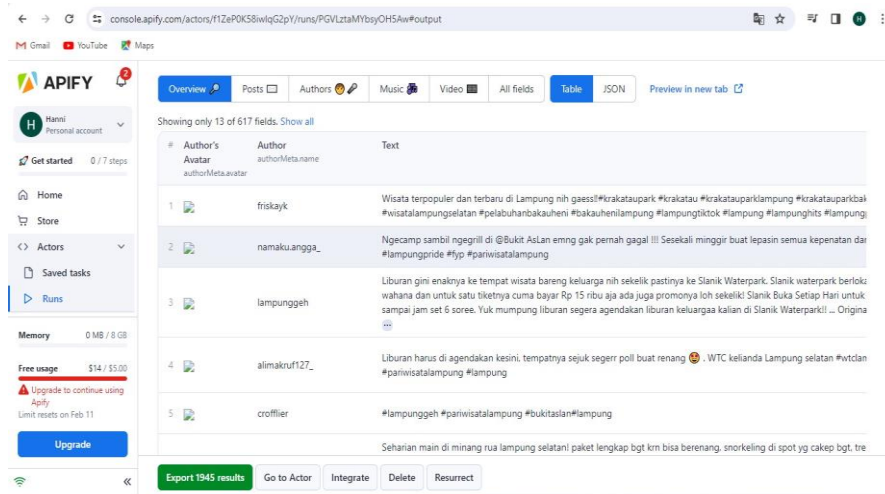 console.apify.com/actors/f1ZeP0K58iwlqG2pY/runs/PGVLztaMYbsyOH5Aw#output
H
Gmail
YouTube
Maps
APIFY
2
H
Hanni
Personal account
Get started 0 / 7 steps
Home
Store
Actors
Saved tasks
Runs
Memory 0 MB / 8 GB
Free usage $14 / $5.00
Upgrade to continue using
Apify
Limit resets on Feb 11
Upgrade
Overview
Posts
Authors
Music
Video
All fields
Table
JSON
Preview in new tab
Showing only 13 of 617 fields. Show all
# Author's Author Text
Avatar authorMeta.name
authorMeta.avatar
1 friskayk Wisata terpopuler dan terbaru di Lampung nih gaess!!#krakataupark #krakatau #krakatauparklampung #krakatauparkbak
#wisatalampungselatan #pelabuhanbakauheni #bakauhenilampung #lampungtiktok #lampung #lampunghits #lampung
2 namaku.angga_ Ngecamp sambil ngegrill di @Bukit AsLan emng gak pernah gagal !!! Sesekali minggir buat lepasin semua kepenatan dar
#lampungpride #fyp #pariwisatalampung
3 lampunggeh Liburan gini enaknya ke tempat wisata bareng keluarga nih sekelik pastinya ke Slanik Waterpark. Slanik waterpark berloka
wahana dan untuk satu tiketnya cuma bayar Rp 15 ribu aja ada juga promonya loh sekelik! Slanik Buka Setiap Hari untuk
sampai jam set 6 soree. Yuk mumpung liburan segera agendakan liburan keluargaa kalian di Slanik Waterpark!! ... Origina
...
4 alimakruf127_ Liburan harus di agendakan kesini, tempatnya sejuk segerr poll buat renang . WTC kelianda Lampung selatan #wtclam
#pariwisatalampung #lampung
5 crofflier #lampunggeh #pariwisatalampung #bukitaslan#lampung
Seharian main di minang rua lampung selatan! paket lengkap bgt krn bisa berenang, snorkeling di spot yg cakep bgt, tre
Export 1945 results
Go to Actor
Integrate
Delete
Resurrect